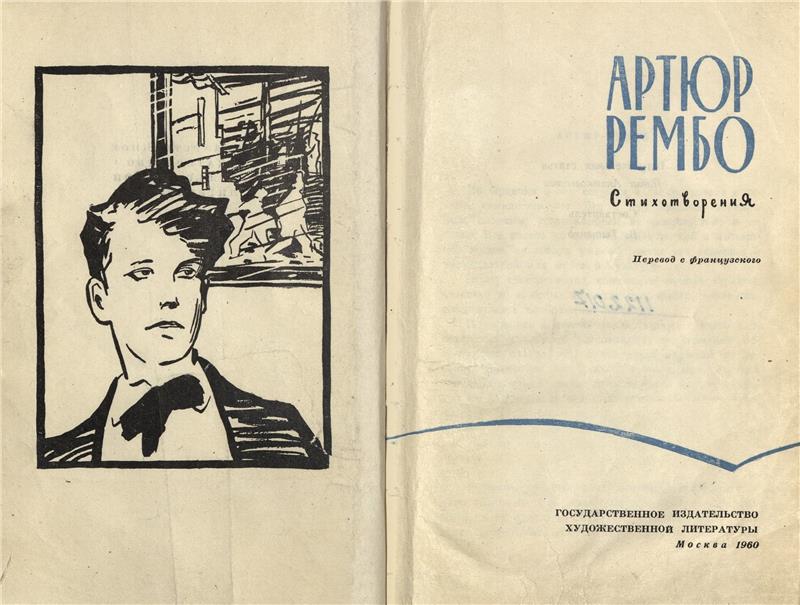 АРТЮР
РЕМБО
Стихотворения
Перевод с французского
ГОСУДАРСТВЕННОЕ ИЗДАТЕЛЬСТВО
ХУДОЖЕСТВЕННОЙ ЛИТЕРАТУРЫ
Москва 1960